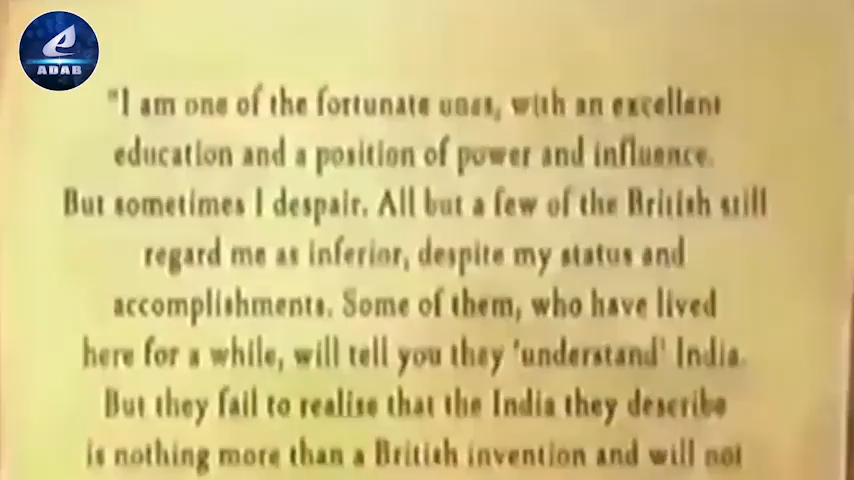 e
ADAB
"I am one of the fortunate ones, with an excellent
education and a position of power and influence.
But sometimes I despair. All but a few of the British still
regard me as inferior, despite my status and
accomplishments. Some of them, who have lived
here for a while, will tell you they 'understand' India.
But they fail to realise that the India they describe
is nothing more than a British invention and will not